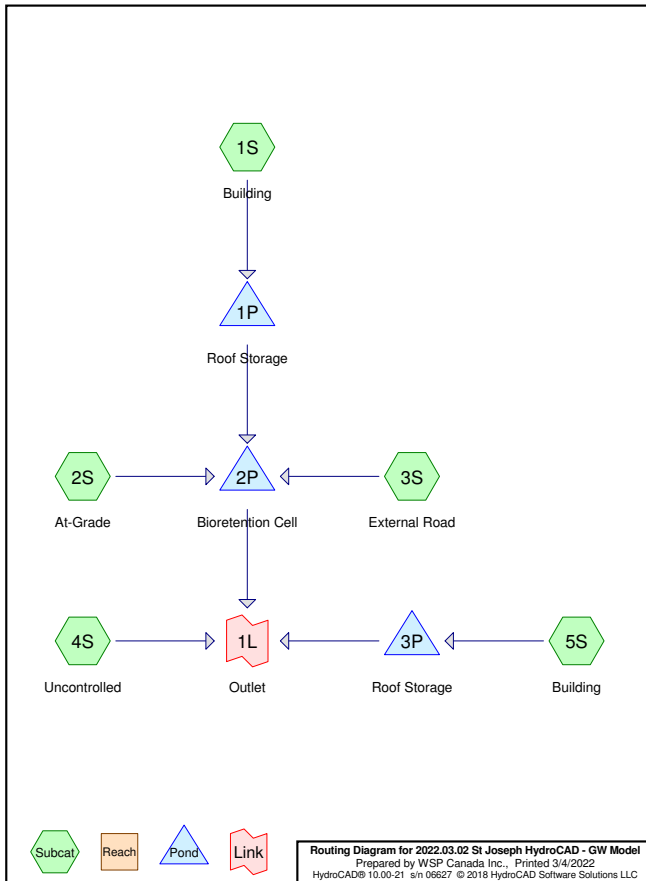 1S
Building
1P
Roof Storage
2S
2P
3S
At-Grade
Bioretention Cell
External Road
4S
1L
3P
5S
Uncontrolled
Outlet
Roof Storage
Building
Subcat
Reach
Pond
Link
Routing Diagram for 2022.03.02 St Joseph HydroCAD - GW Model
Prepared by WSP Canada Inc., Printed 3/4/2022
HydroCAD® 10.00-21 s/n 06627 © 2018 HydroCAD Software Solutions LLC